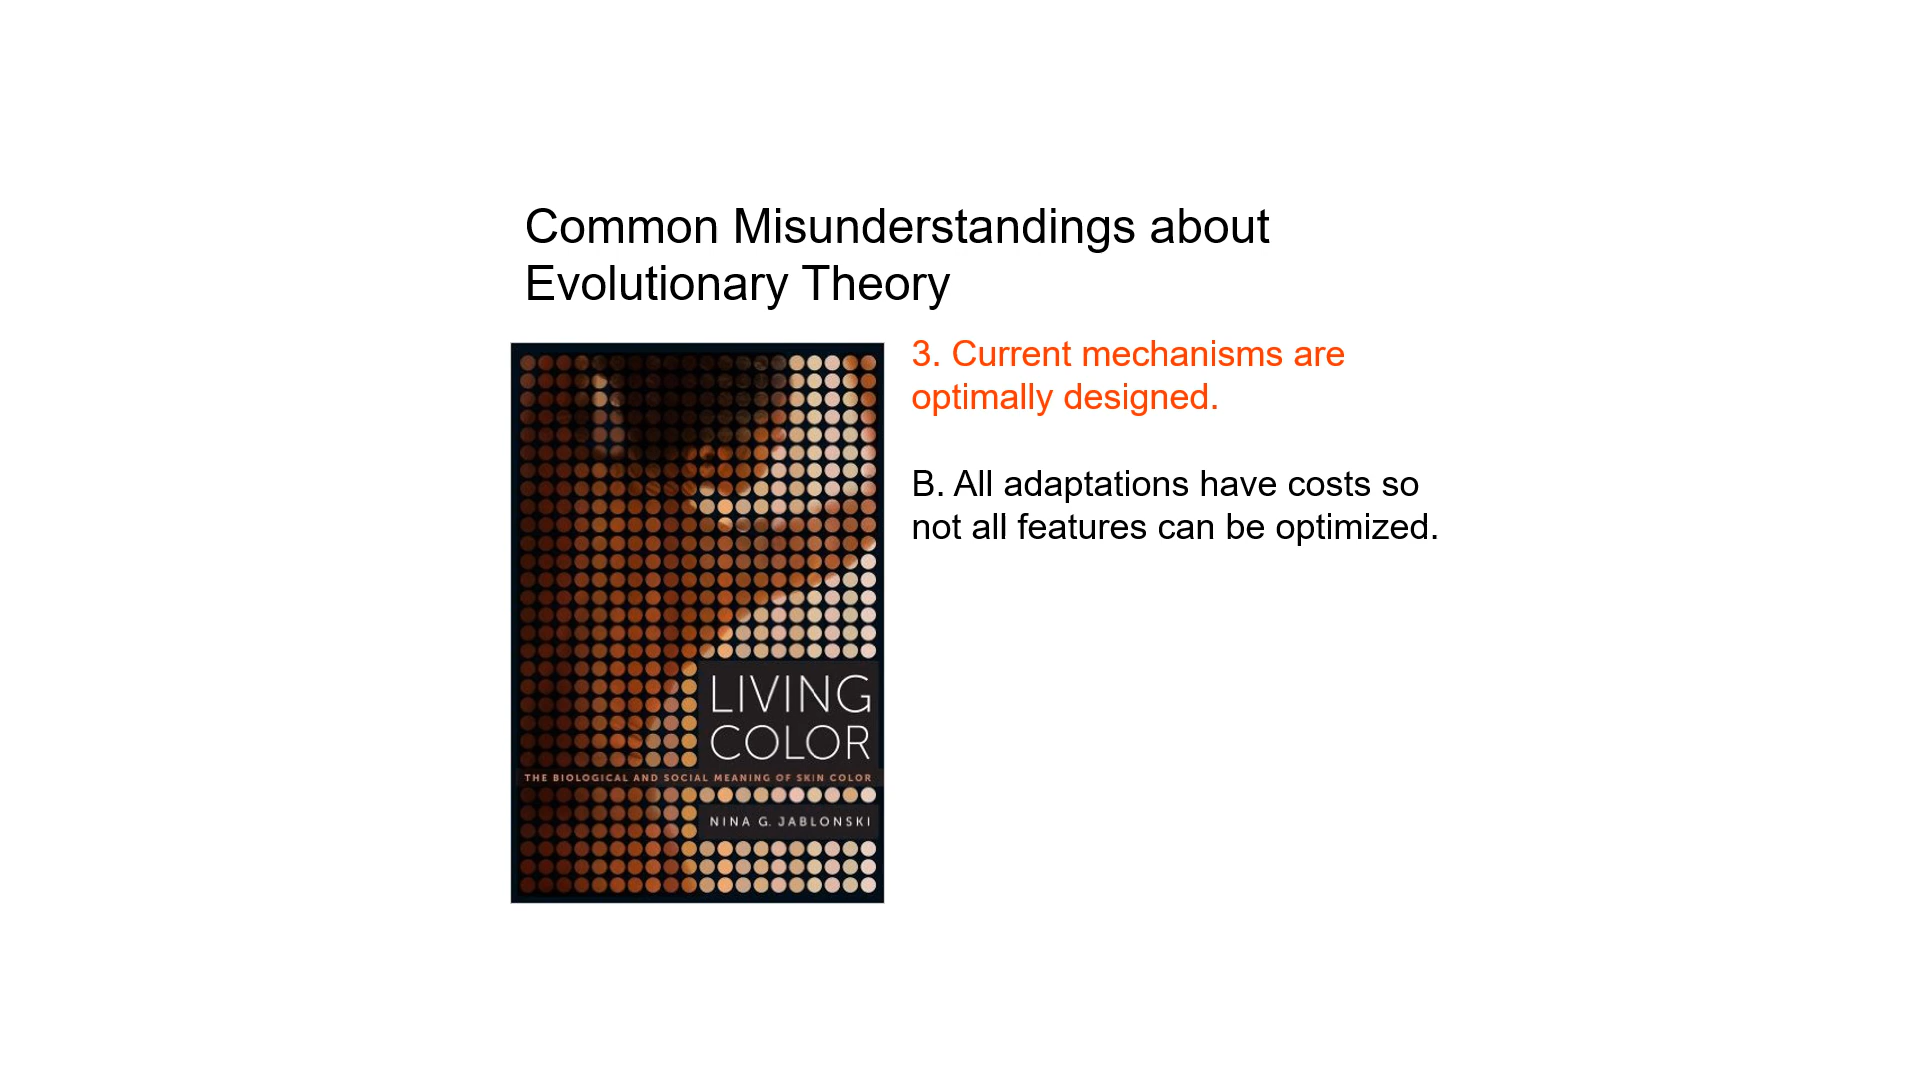 Common Misunderstandings about
Evolutionary Theory
3. Current mechanisms are
optimally designed.
B. All adaptations have costs so
not all features can be optimized.
LIVING
COLOR
THE BIOLOGICAL AND SOCIAL MEANING OF SKIN COLOR
NINA G. JABLONSKI